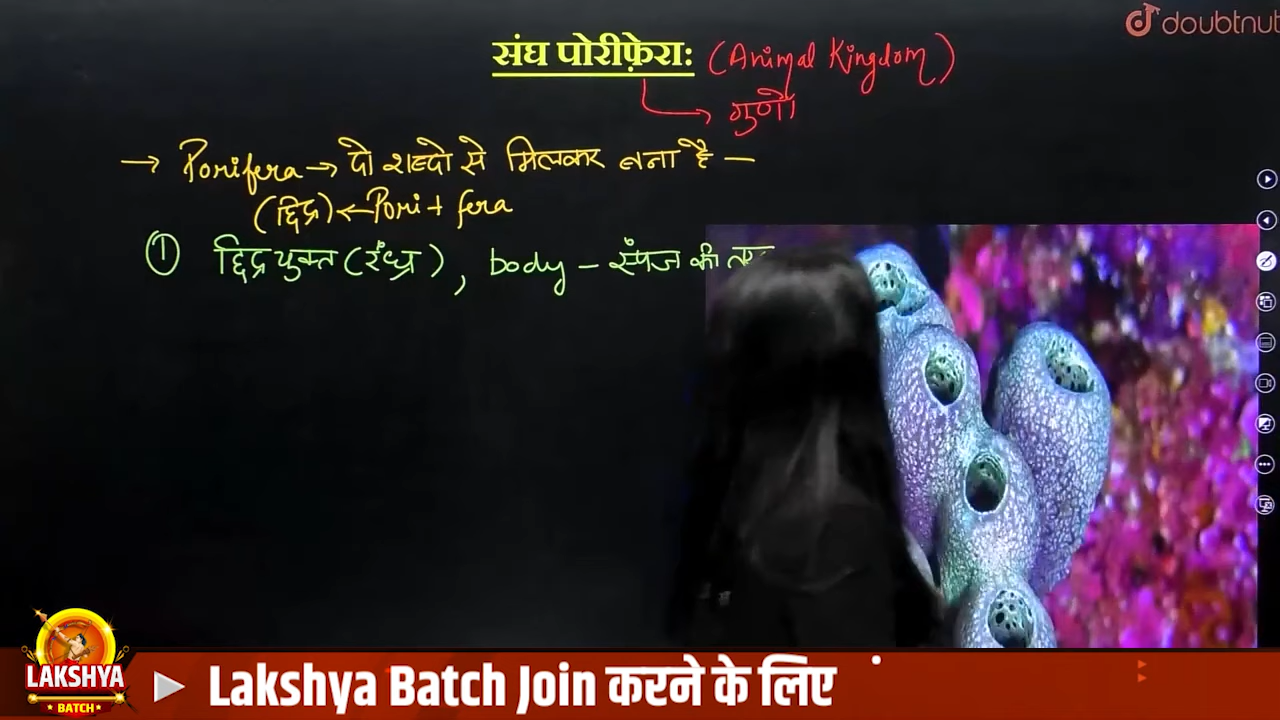 doubtnut
संघ पोरीफ़ेरा: (Animal Kingdom)
गुणो
→ Porifera → दो शब्दो से मिलकर बना है –
(छिद्र) ← Pori + fera
① छिद्र युक्त (रंध्र), body – स्पंज की
LAKSHYA
BATCH
Lakshya Batch Join करने के लिए